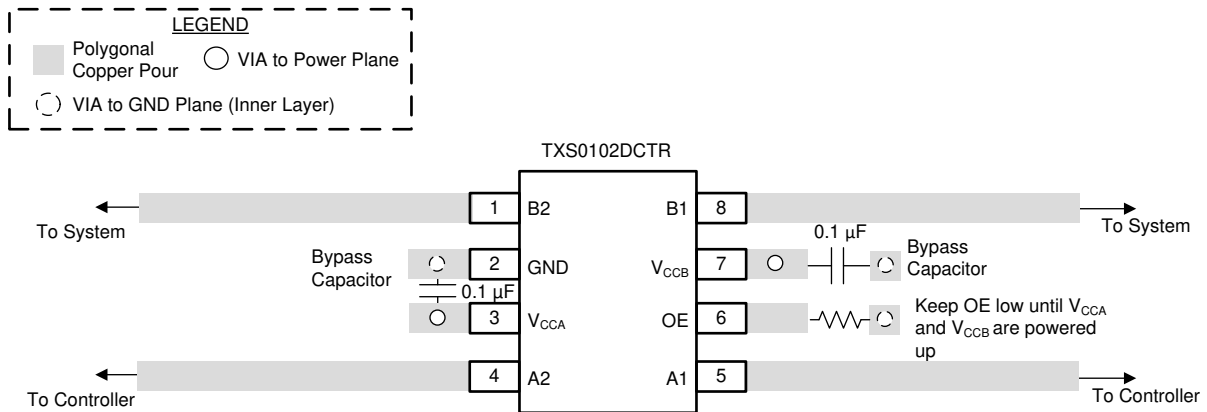 LEGEND
Polygonal
Copper Pour
VIA to Power Plane
VIA to GND Plane (Inner Layer)
TXS0102DCTR
1 B2
B1 8
To System
To System
0.1 µF
Bypass
Capacitor
2 GND
VCCB 7
Bypass
Capacitor
0.1 µF
3 VCCA
OE 6
Keep OE low until VCCA
and VCCB are powered
up
4 A2
A1 5
To Controller
To Controller